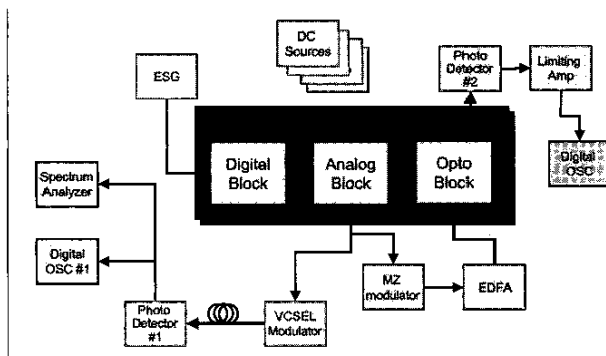 DC
Sources
ESG
Photo
Detector
#2
Limiting
Amp
Digital
Block
Analog
Block
Opto
Block
Digital
OSC
Spectrum
Analyzer
Digital
OSC #1
Photo
Detector
#1
VCSEL
Modulator
MZ
modulator
EDFA